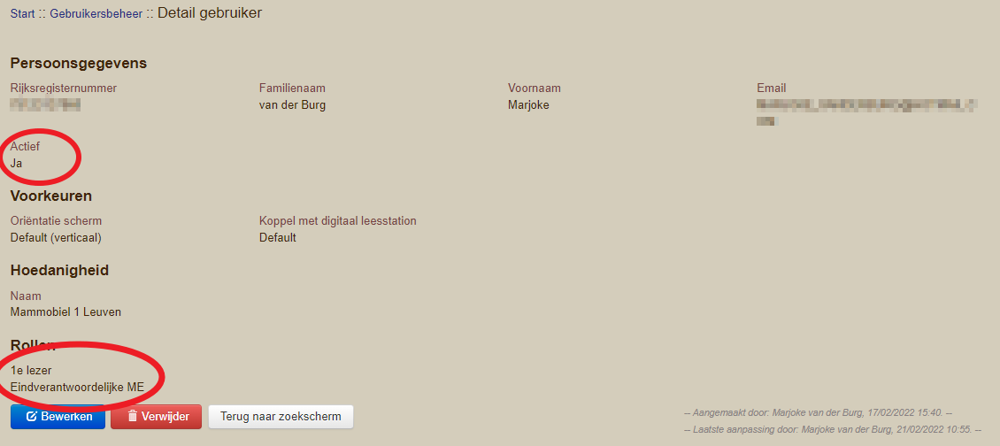 Start :: Gebruikersbeheer :: Detail gebruiker
Persoonsgegevens
Rijksregisternummer Familienaam Voornaam Email
van der Burg Marjoke
Actief
Ja
Voorkeuren
Oriëntatie scherm Koppel met digitaal leesstation
Default (verticaal) Default
Hoedanigheid
Naam
Mammobiel 1 Leuven
Rollen
1e lezer
Eindverantwoordelijke ME
Bewerken Verwijder Terug naar zoekscherm
-- Aangemaakt door: Marjoke van der Burg, 17/02/2022 15:40. --
-- Laatste aanpassing door: Marjoke van der Burg, 21/02/2022 10:55. --